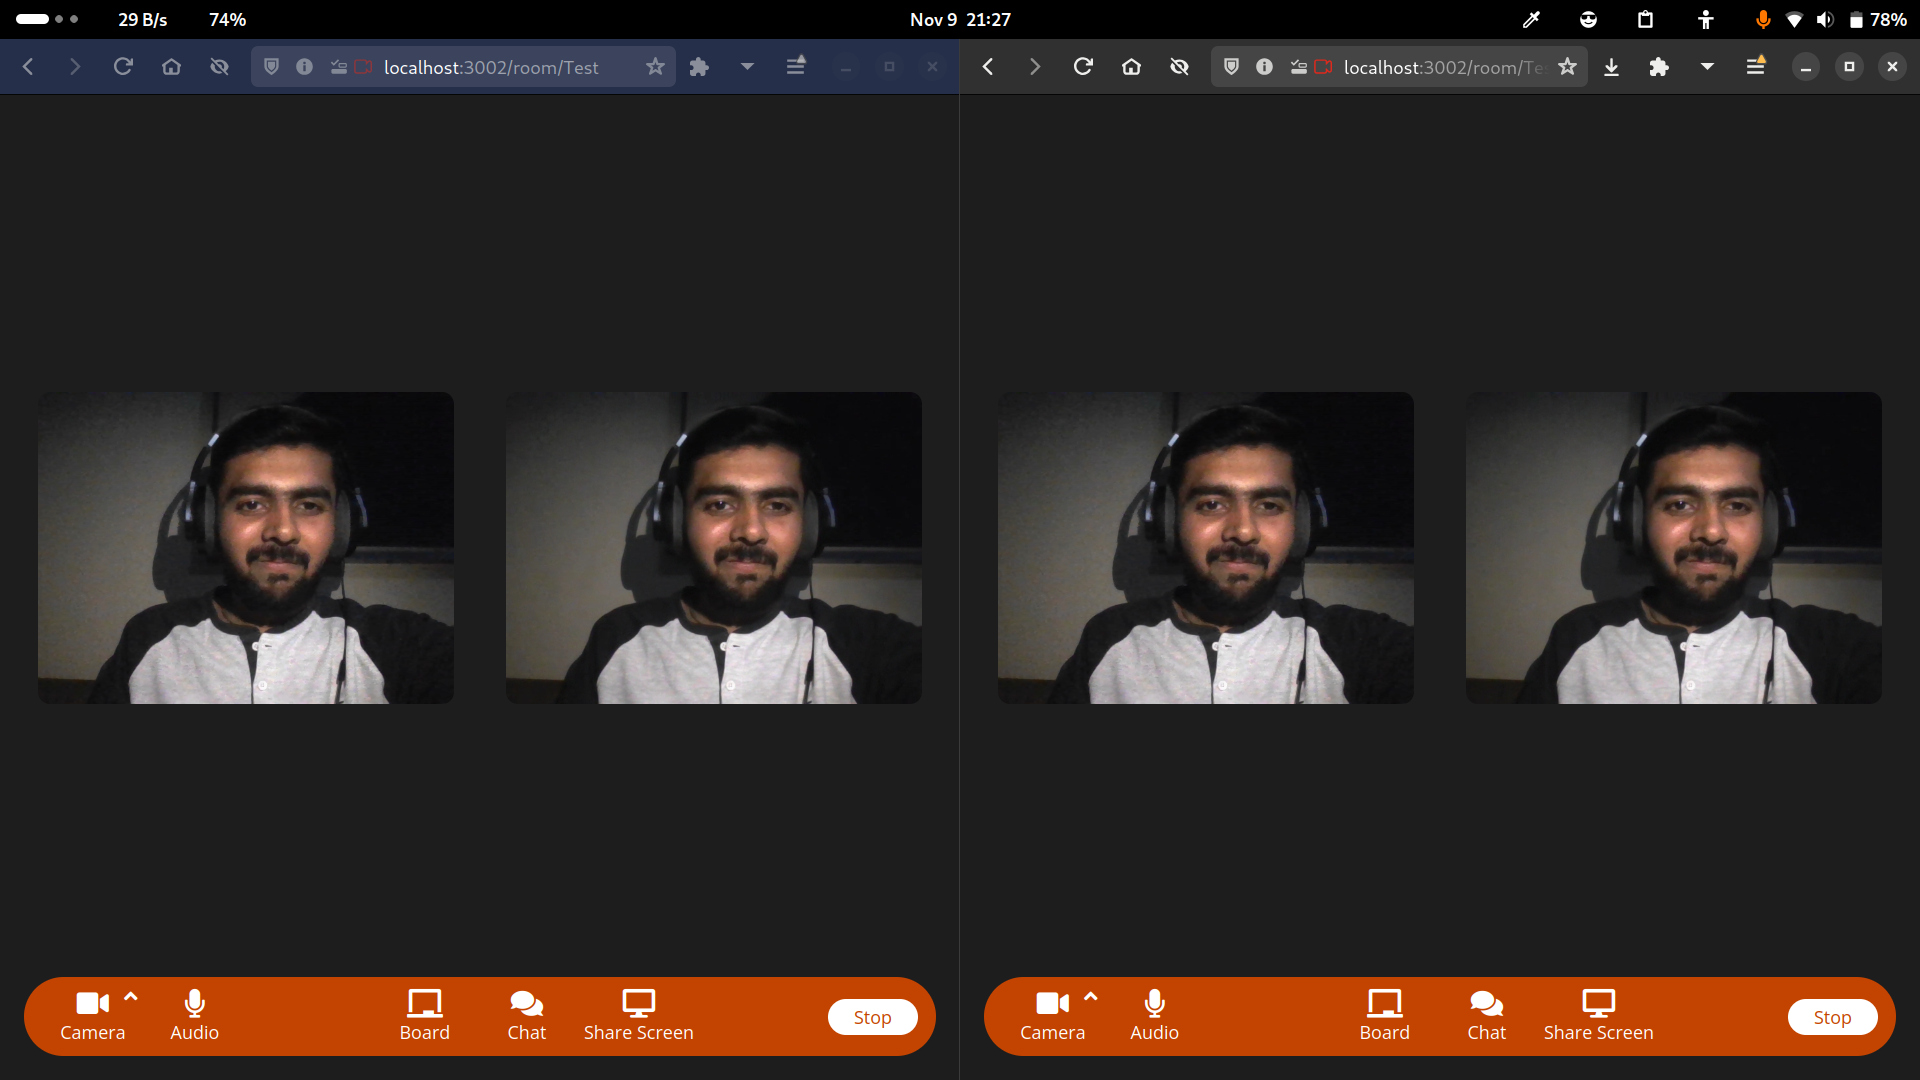 29 B/s 74% Nov 9 21:27 78%
localhost:3002/room/Test
localhost:3002/room/Te
Camera Audio Board Chat Share Screen Stop
Camera Audio Board Chat Share Screen Stop